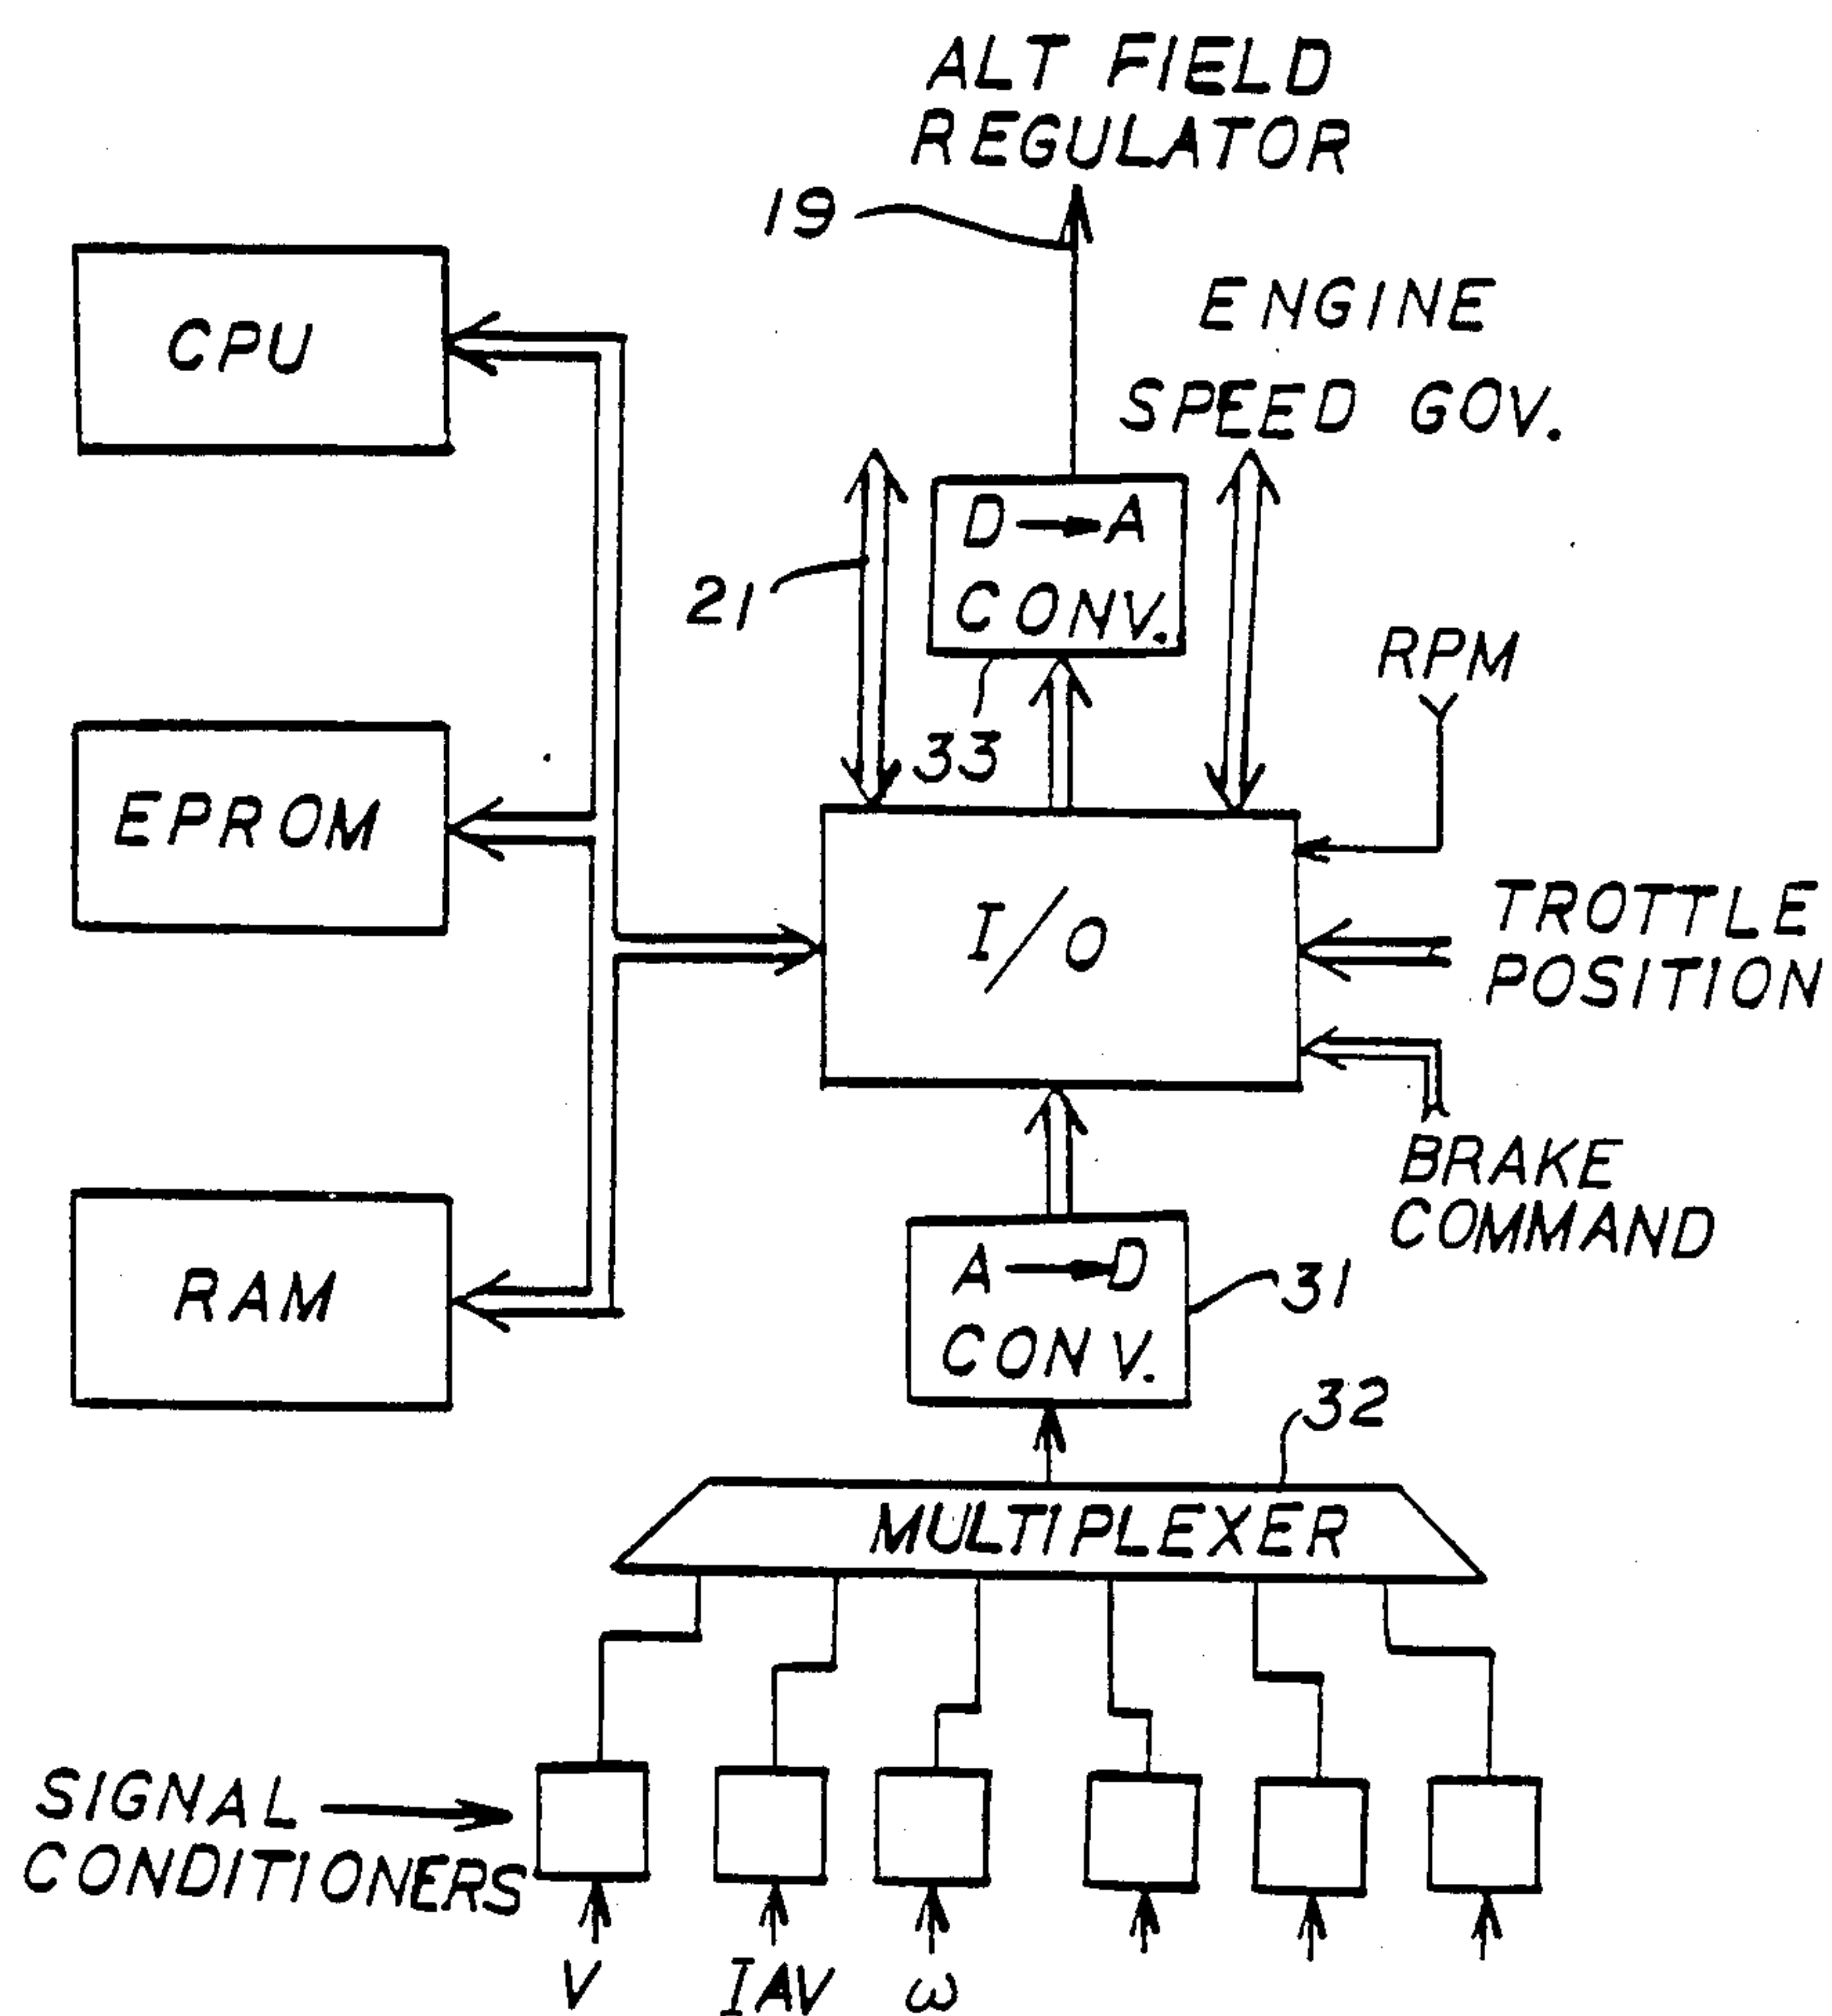 ALT FIELD
REGULATOR
19
ENGINE
SPEED GOV.
CPU
D→A
CONV.
21
RPM
33
EPROM
I/O
TROTTLE
POSITION
BRAKE
COMMAND
A→D
CONV.
31
RAM
32
MULTIPLEXER
SIGNAL
CONDITIONERS
V
IAV
ω